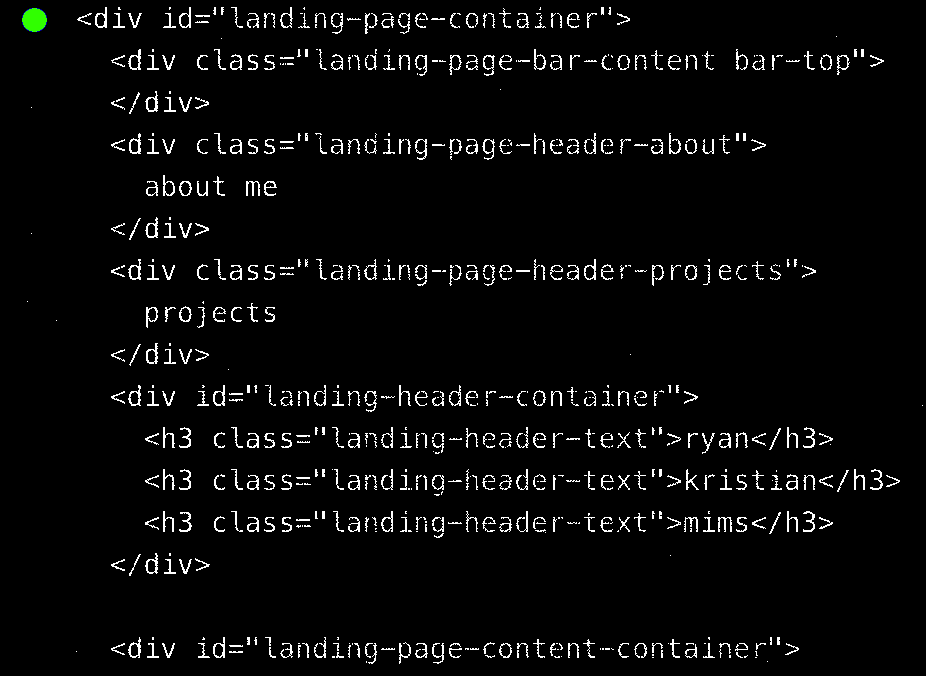 <div id="landing-page-container">
<div class="landing-page-bar-content bar-top">
</div>
<div class="landing-page-header-about">
about me
</div>
<div class="landing-page-header-projects">
projects
</div>
<div id="landing-header-container">
<h3 class="landing-header-text">ryan</h3>
<h3 class="landing-header-text">kristian</h3>
<h3 class="landing-header-text">mims</h3>
</div>
<div id="landing-page-content-container">